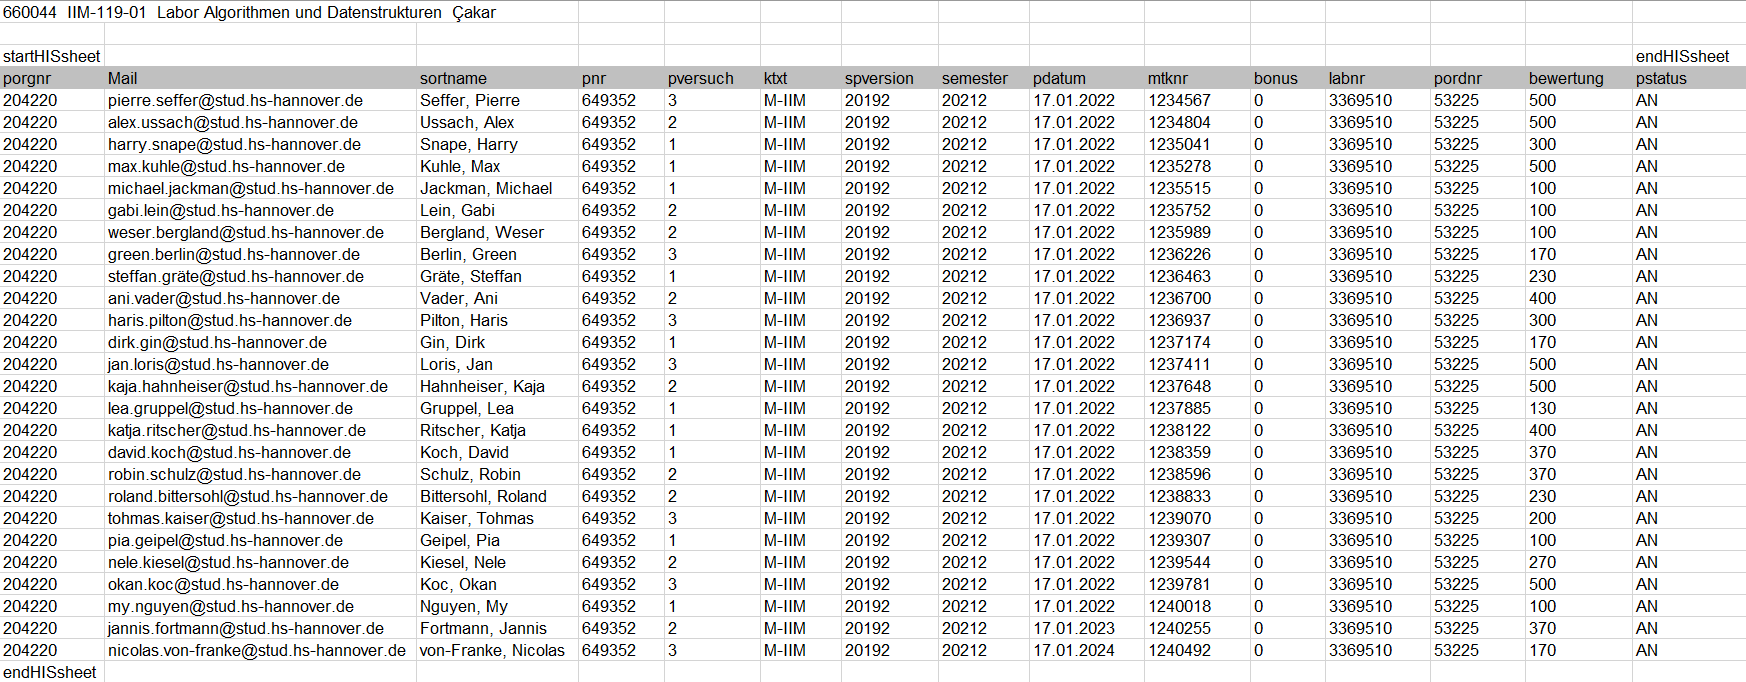 660044 IIM-119-01 Labor Algorithmen und Datenstrukturen Çakar
startHISsheet endHISsheet
porgnr Mail sortname pnr pversuch ktxt spversion semester pdatum mtknr bonus labnr pordnr bewertung pstatus
204220 pierre.seffer@stud.hs-hannover.de Seffer, Pierre 649352 3 M-IIM 20192 20212 17.01.2022 1234567 0 3369510 53225 500 AN
204220 alex.ussach@stud.hs-hannover.de Ussach, Alex 649352 2 M-IIM 20192 20212 17.01.2022 1234804 0 3369510 53225 500 AN
204220 harry.snape@stud.hs-hannover.de Snape, Harry 649352 1 M-IIM 20192 20212 17.01.2022 1235041 0 3369510 53225 300 AN
204220 max.kuhle@stud.hs-hannover.de Kuhle, Max 649352 1 M-IIM 20192 20212 17.01.2022 1235278 0 3369510 53225 500 AN
204220 michael.jackman@stud.hs-hannover.de Jackman, Michael 649352 1 M-IIM 20192 20212 17.01.2022 1235515 0 3369510 53225 100 AN
204220 gabi.lein@stud.hs-hannover.de Lein, Gabi 649352 2 M-IIM 20192 20212 17.01.2022 1235752 0 3369510 53225 100 AN
204220 weser.bergland@stud.hs-hannover.de Bergland, Weser 649352 2 M-IIM 20192 20212 17.01.2022 1235989 0 3369510 53225 100 AN
204220 green.berlin@stud.hs-hannover.de Berlin, Green 649352 3 M-IIM 20192 20212 17.01.2022 1236226 0 3369510 53225 170 AN
204220 steffan.gräte@stud.hs-hannover.de Gräte, Steffan 649352 1 M-IIM 20192 20212 17.01.2022 1236463 0 3369510 53225 230 AN
204220 ani.vader@stud.hs-hannover.de Vader, Ani 649352 2 M-IIM 20192 20212 17.01.2022 1236700 0 3369510 53225 400 AN
204220 haris.pilton@stud.hs-hannover.de Pilton, Haris 649352 3 M-IIM 20192 20212 17.01.2022 1236937 0 3369510 53225 300 AN
204220 dirk.gin@stud.hs-hannover.de Gin, Dirk 649352 1 M-IIM 20192 20212 17.01.2022 1237174 0 3369510 53225 170 AN
204220 jan.loris@stud.hs-hannover.de Loris, Jan 649352 3 M-IIM 20192 20212 17.01.2022 1237411 0 3369510 53225 500 AN
204220 kaja.hahnheiser@stud.hs-hannover.de Hahnheiser, Kaja 649352 2 M-IIM 20192 20212 17.01.2022 1237648 0 3369510 53225 500 AN
204220 lea.gruppel@stud.hs-hannover.de Gruppel, Lea 649352 1 M-IIM 20192 20212 17.01.2022 1237885 0 3369510 53225 130 AN
204220 katja.ritscher@stud.hs-hannover.de Ritscher, Katja 649352 1 M-IIM 20192 20212 17.01.2022 1238122 0 3369510 53225 400 AN
204220 david.koch@stud.hs-hannover.de Koch, David 649352 1 M-IIM 20192 20212 17.01.2022 1238359 0 3369510 53225 370 AN
204220 robin.schulz@stud.hs-hannover.de Schulz, Robin 649352 2 M-IIM 20192 20212 17.01.2022 1238596 0 3369510 53225 370 AN
204220 roland.bittersohl@stud.hs-hannover.de Bittersohl, Roland 649352 2 M-IIM 20192 20212 17.01.2022 1238833 0 3369510 53225 230 AN
204220 tohmas.kaiser@stud.hs-hannover.de Kaiser, Tohmas 649352 3 M-IIM 20192 20212 17.01.2022 1239070 0 3369510 53225 200 AN
204220 pia.geipel@stud.hs-hannover.de Geipel, Pia 649352 1 M-IIM 20192 20212 17.01.2022 1239307 0 3369510 53225 100 AN
204220 nele.kiesel@stud.hs-hannover.de Kiesel, Nele 649352 2 M-IIM 20192 20212 17.01.2022 1239544 0 3369510 53225 270 AN
204220 okan.koc@stud.hs-hannover.de Koc, Okan 649352 3 M-IIM 20192 20212 17.01.2022 1239781 0 3369510 53225 500 AN
204220 my.nguyen@stud.hs-hannover.de Nguyen, My 649352 1 M-IIM 20192 20212 17.01.2022 1240018 0 3369510 53225 100 AN
204220 jannis.fortmann@stud.hs-hannover.de Fortmann, Jannis 649352 2 M-IIM 20192 20212 17.01.2023 1240255 0 3369510 53225 370 AN
204220 nicolas.von-franke@stud.hs-hannover.de von-Franke, Nicolas 649352 3 M-IIM 20192 20212 17.01.2024 1240492 0 3369510 53225 170 AN
endHISsheet